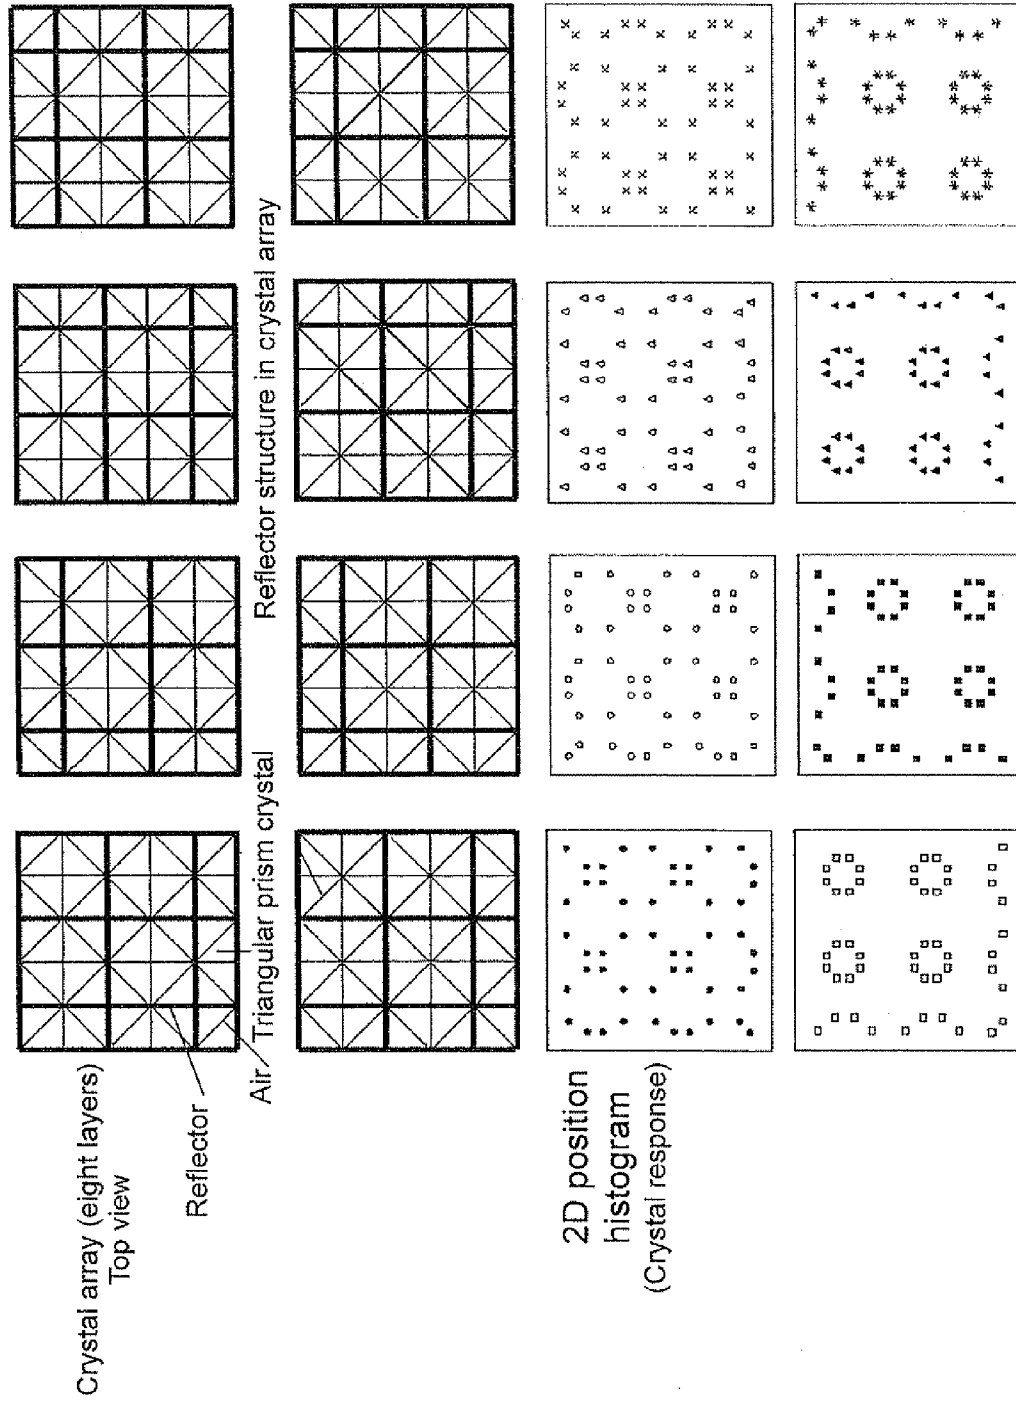 Crystal array (eight layers)
Top view
Reflector
Air
Triangular prism crystal
Reflector structure in crystal array
2D position
histogram
(Crystal response)